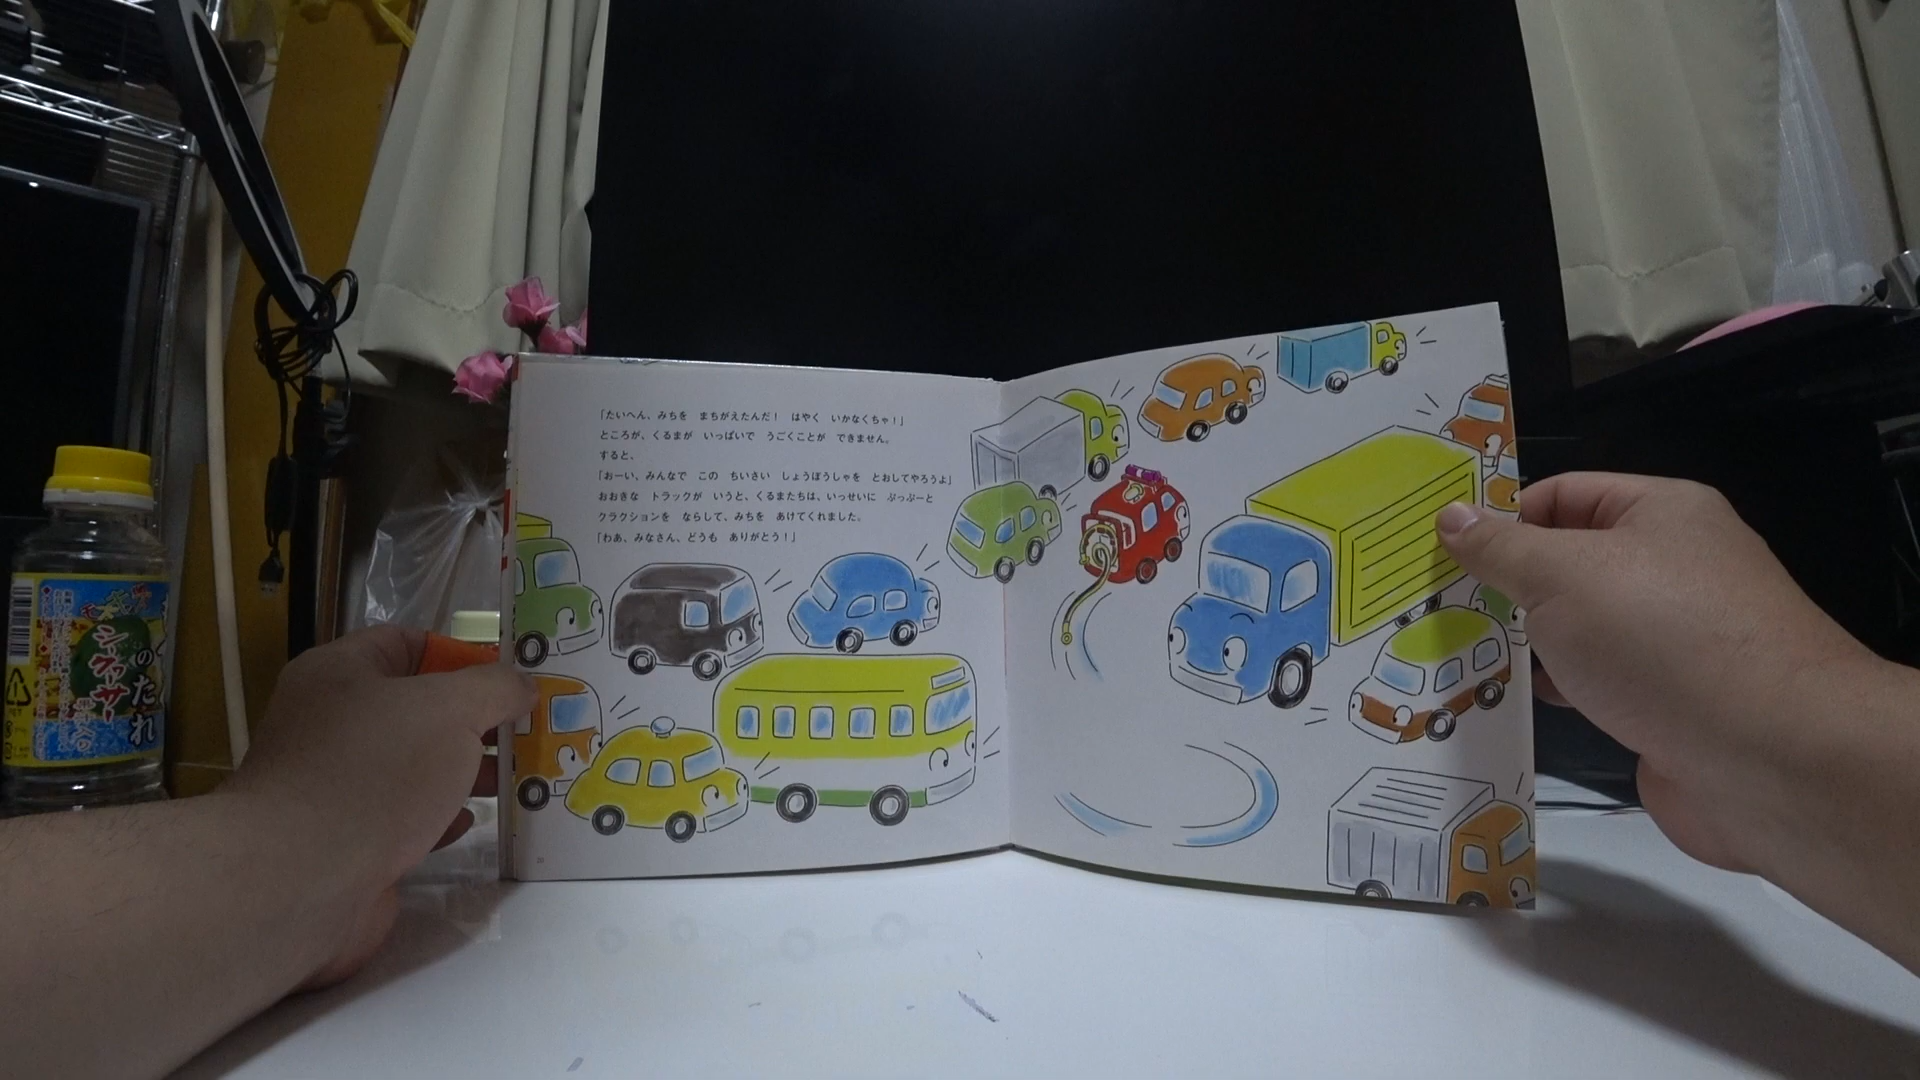 「たいへん、みちを　まちがえたんだ！　はやく　いかなくちゃ！」
ところが、くるまが　いっぱいで　うごくことが　できません。
すると、
「おーい、みんなで　この　ちいさい　しょうぼうしゃを　とおしてやろうよ」
おおきな　トラックが　いうと、くるまたちは、いっせいに　ぷっぷーと
クラクションを　ならして、みちを　あけてくれました。
「わあ、みなさん、どうも　ありがとう！」
シークヮーサー
のたれ